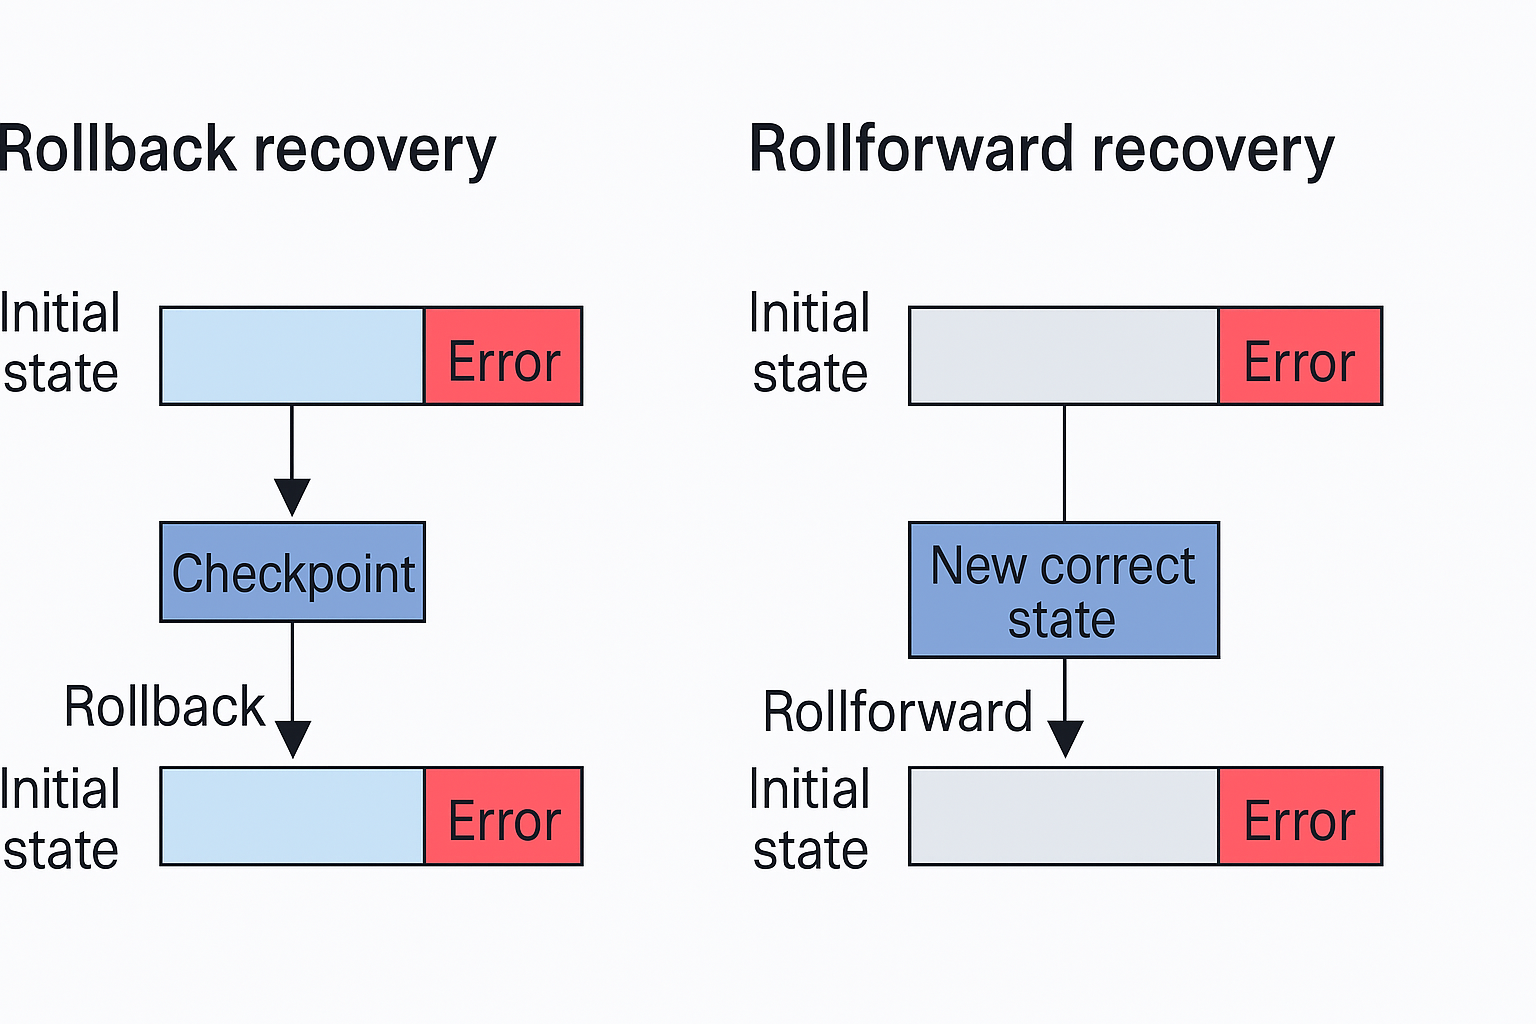 Rollback recovery
Initial
state
Error
Checkpoint
Rollback
Initial
state
Error
Rollforward recovery
Initial
state
Error
New correct
state
Rollforward
Initial
state
Error